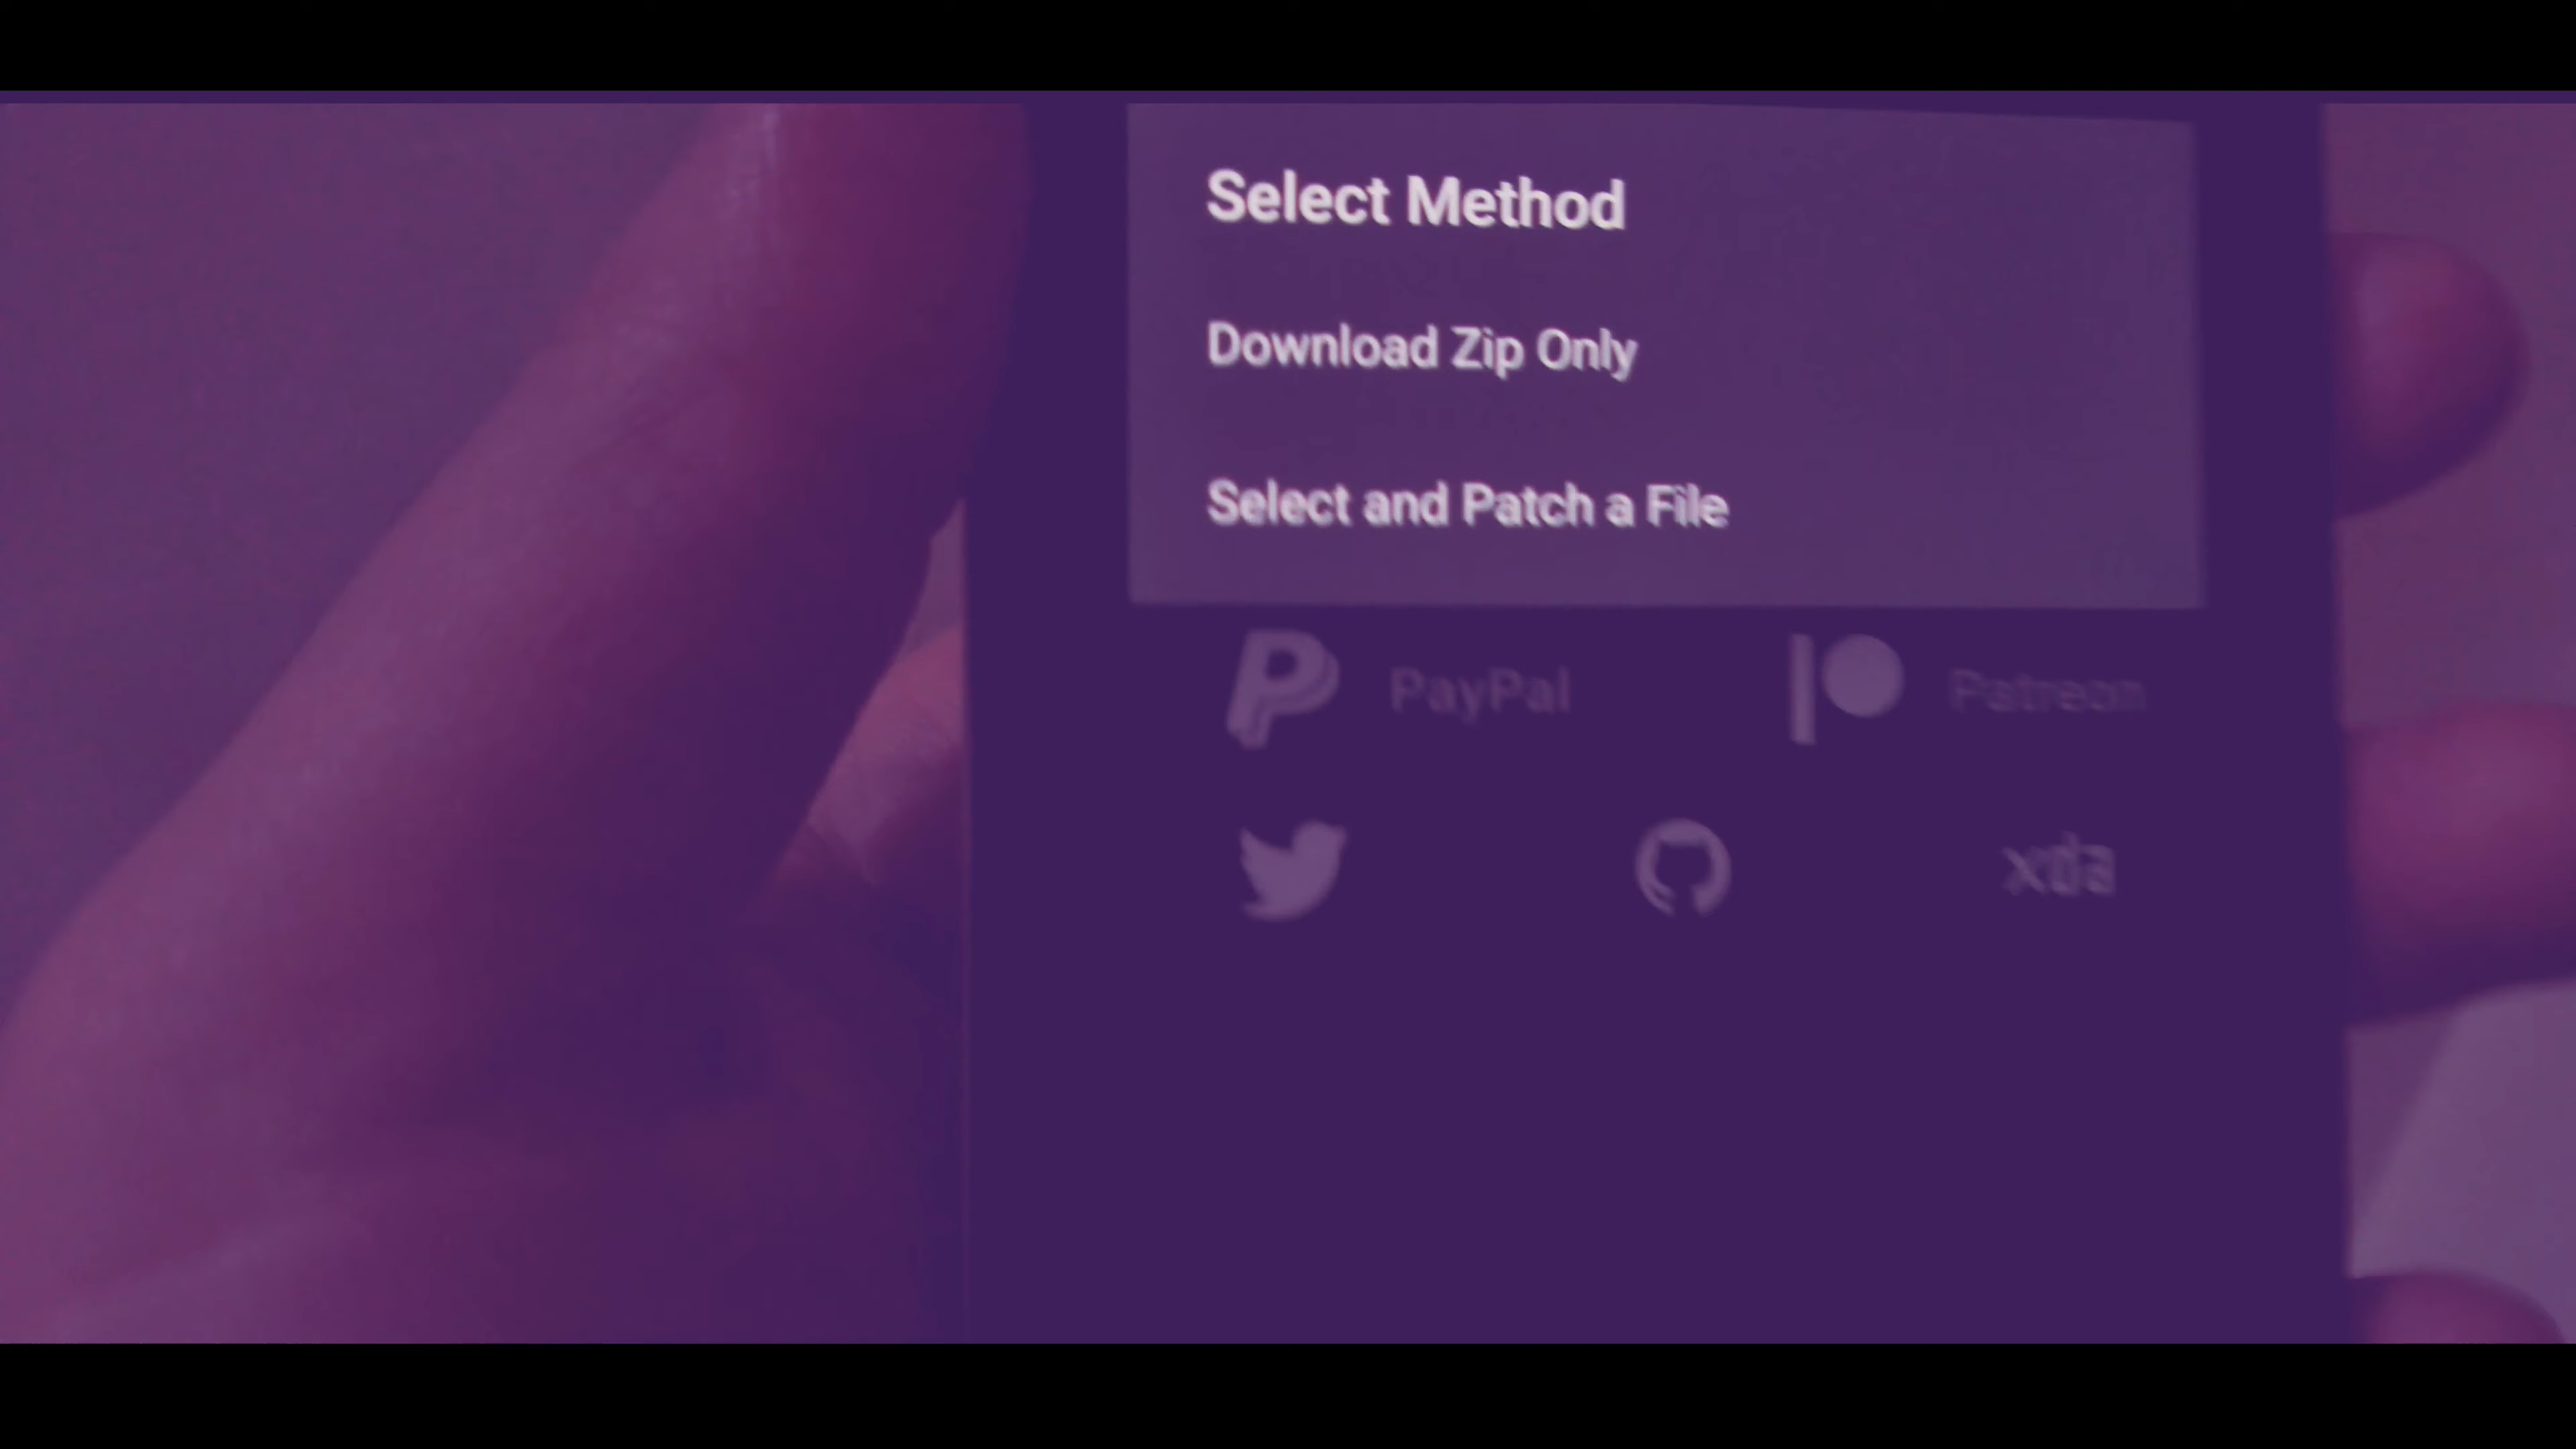 Select Method
Download Zip Only
Select and Patch a File
PayPal
Patreon
xda